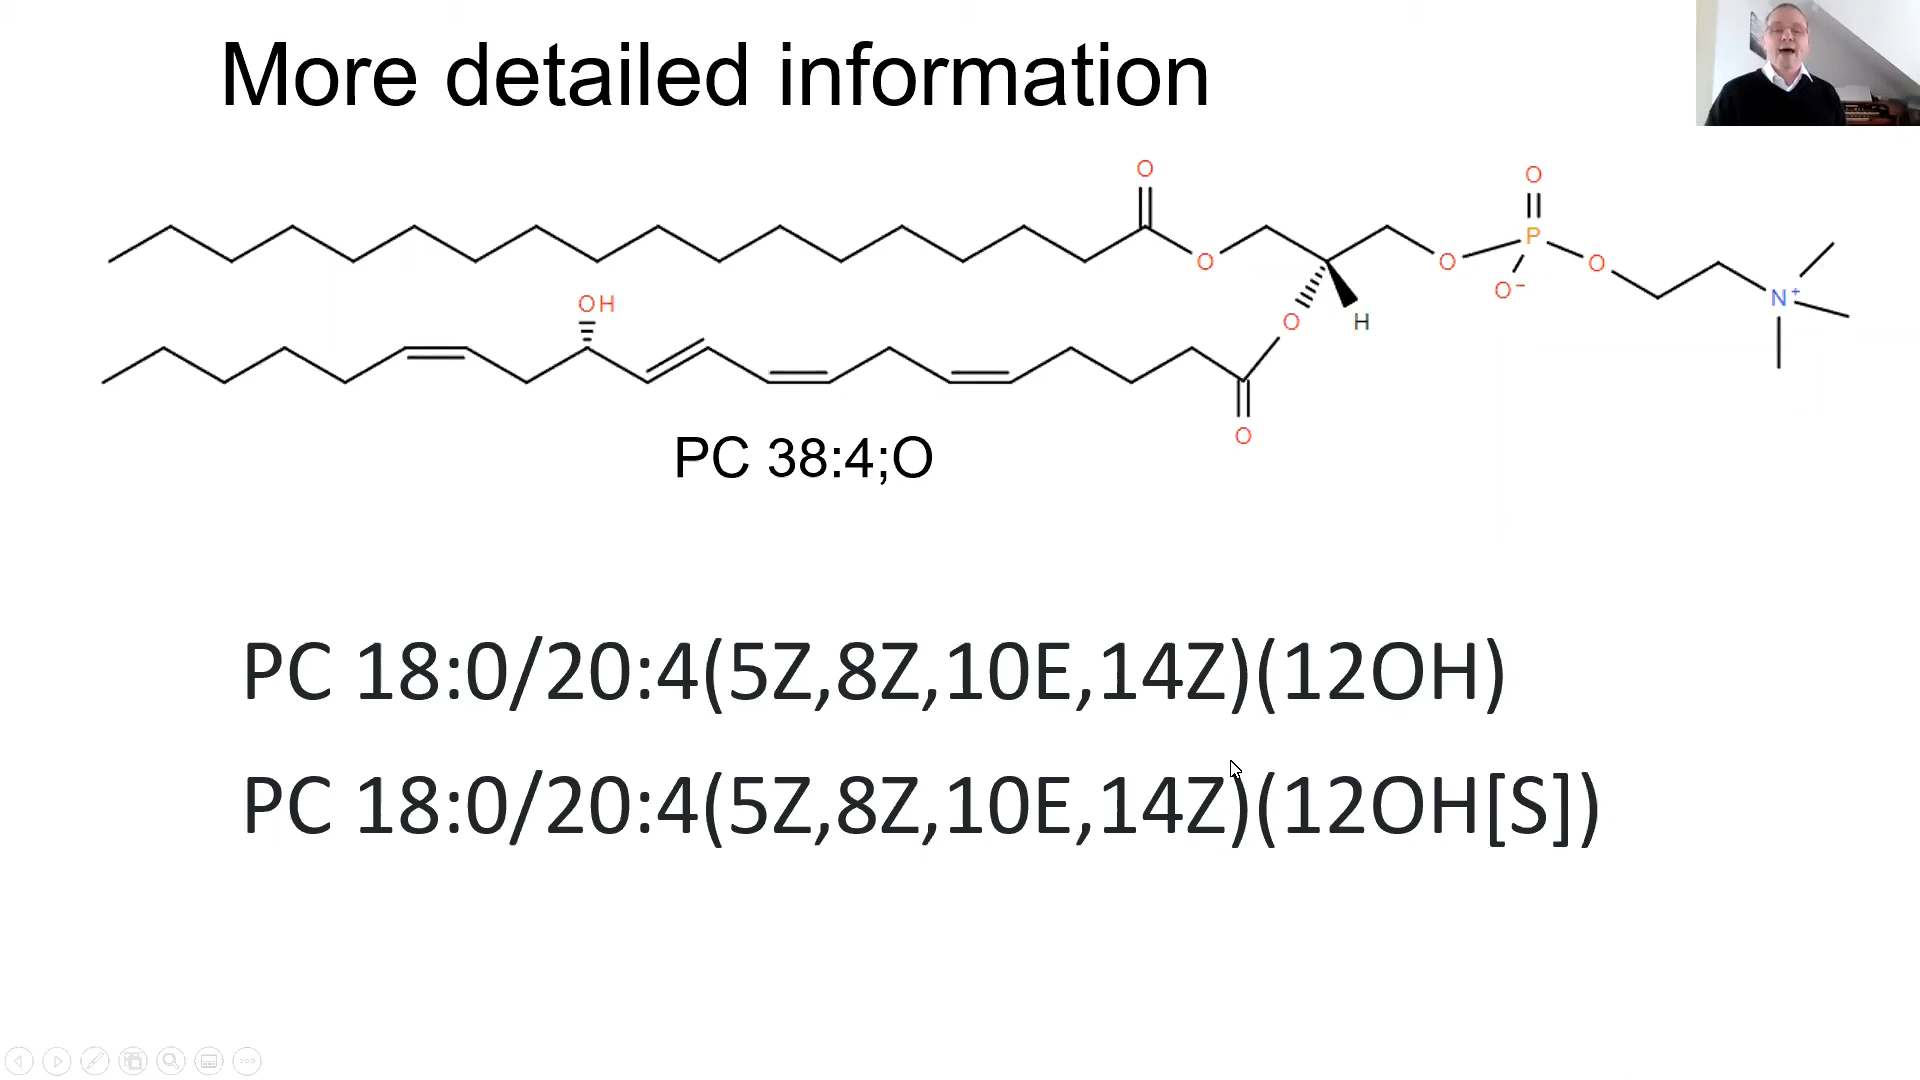 More detailed information
O
O
O
O
P
O
O
O⁻
N⁺
OH
O
H
O
PC 38:4;O
PC 18:0/20:4(5Z,8Z,10E,14Z)(12OH)
PC 18:0/20:4(5Z,8Z,10E,14Z)(12OH[S])